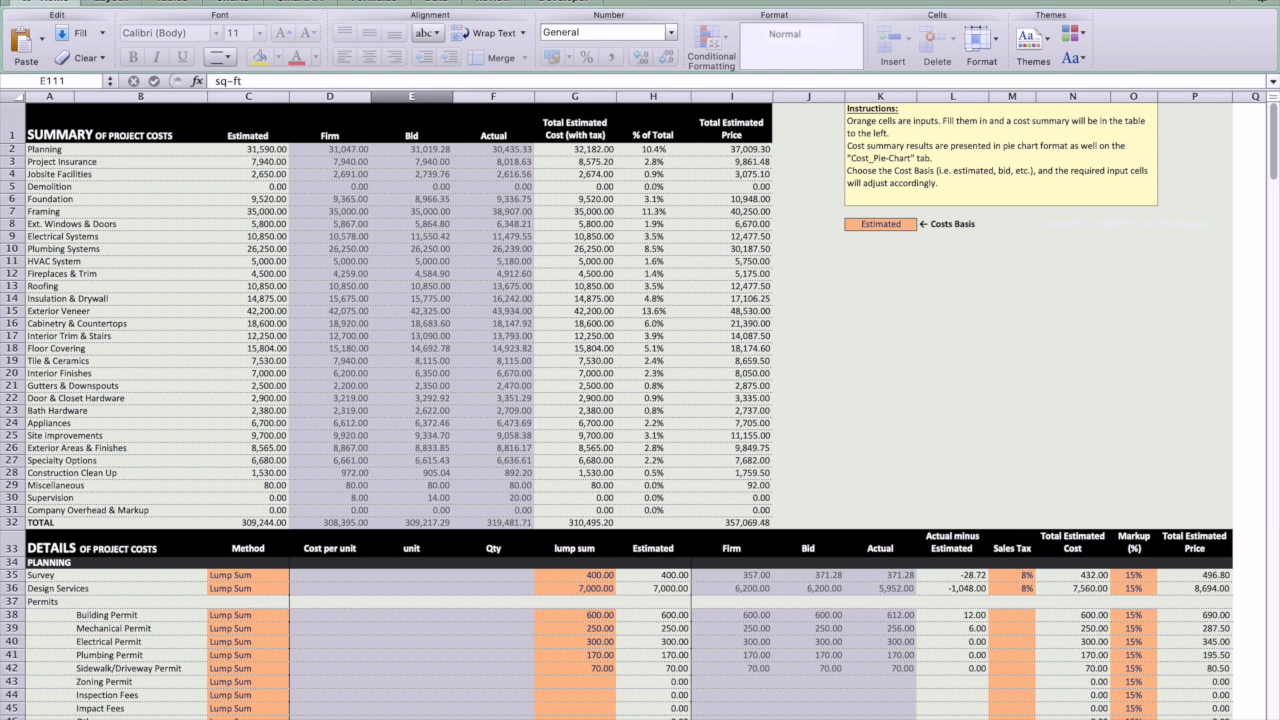 Edit Font Alignment Number Format Cells Themes
Fill Calibri (Body) 11 A A abc Wrap Text General Normal
Paste Clear B I U A Merge % , Conditional Formatting Insert Delete Format Themes Aa
E111 fx sq-ft
A B C D E F G H I J K L M N O P Q
Instructions:
Orange cells are inputs. Fill them in and a cost summary will be in the table
to the left.
Cost summary results are presented in pie chart format as well on the
"Cost_Pie-Chart" tab.
Choose the Cost Basis (i.e. estimated, bid, etc.), and the required input cells
will adjust accordingly.
Estimated ← Costs Basis
1 SUMMARY OF PROJECT COSTS Estimated Firm Bid Actual Total Estimated Cost (with tax) % of Total Total Estimated Price
2 Planning 31,590.00 31,047.00 31,019.28 30,435.33 32,182.00 10.4% 37,009.30
3 Project Insurance 7,940.00 7,940.00 7,940.00 8,018.63 8,575.20 2.8% 9,861.48
4 Jobsite Facilities 2,650.00 2,691.00 2,739.76 2,616.56 2,674.00 0.9% 3,075.10
5 Demolition 0.00 0.00 0.00 0.00 0.00 0.0% 0.00
6 Foundation 9,520.00 9,365.00 8,966.35 9,336.75 9,520.00 3.1% 10,948.00
7 Framing 35,000.00 35,000.00 35,000.00 38,907.00 35,000.00 11.3% 40,250.00
8 Ext. Windows & Doors 5,800.00 5,867.00 5,864.80 6,348.21 5,800.00 1.9% 6,670.00
9 Electrical Systems 10,850.00 10,578.00 11,550.42 11,479.55 10,850.00 3.5% 12,477.50
10 Plumbing Systems 26,250.00 26,250.00 26,250.00 26,239.00 26,250.00 8.5% 30,187.50
11 HVAC System 5,000.00 5,000.00 5,000.00 5,180.00 5,000.00 1.6% 5,750.00
12 Fireplaces & Trim 4,500.00 4,259.00 4,584.90 4,912.60 4,500.00 1.4% 5,175.00
13 Roofing 10,850.00 10,850.00 10,850.00 13,675.00 10,850.00 3.5% 12,477.50
14 Insulation & Drywall 14,875.00 15,675.00 15,775.00 16,242.00 14,875.00 4.8% 17,106.25
15 Exterior Veneer 42,200.00 42,075.00 42,325.00 43,934.00 42,200.00 13.6% 48,530.00
16 Cabinetry & Countertops 18,600.00 18,920.00 18,683.60 18,147.92 18,600.00 6.0% 21,390.00
17 Interior Trim & Stairs 12,250.00 12,700.00 13,090.00 13,793.00 12,250.00 3.9% 14,087.50
18 Floor Covering 15,804.00 15,180.00 14,692.78 14,923.82 15,804.00 5.1% 18,174.60
19 Tile & Ceramics 7,530.00 7,940.00 8,115.00 8,115.00 7,530.00 2.4% 8,659.50
20 Interior Finishes 7,000.00 6,200.00 6,350.00 6,670.00 7,000.00 2.3% 8,050.00
21 Gutters & Downspouts 2,500.00 2,200.00 2,350.00 2,470.00 2,500.00 0.8% 2,875.00
22 Door & Closet Hardware 2,900.00 3,219.00 3,292.92 3,351.29 2,900.00 0.9% 3,335.00
23 Bath Hardware 2,380.00 2,319.00 2,622.00 2,709.00 2,380.00 0.8% 2,737.00
24 Appliances 6,700.00 6,612.00 6,372.46 6,473.69 6,700.00 2.2% 7,705.00
25 Site improvements 9,700.00 9,920.00 9,334.70 9,058.38 9,700.00 3.1% 11,155.00
26 Exterior Areas & Finishes 8,565.00 8,867.00 8,833.85 8,816.17 8,565.00 2.8% 9,849.75
27 Specialty Options 6,680.00 6,661.00 6,615.43 6,636.61 6,680.00 2.2% 7,682.00
28 Construction Clean Up 1,530.00 972.00 905.04 892.20 1,530.00 0.5% 1,759.50
29 Miscellaneous 80.00 80.00 80.00 80.00 80.00 0.0% 92.00
30 Supervision 0.00 8.00 14.00 20.00 0.00 0.0% 0.00
31 Company Overhead & Markup 0.00 0.00 0.00 0.00 0.00 0.0% 0.00
32 TOTAL 309,244.00 308,395.00 309,217.29 319,481.71 310,495.20 357,069.48
33 DETAILS OF PROJECT COSTS Method Cost per unit unit Qty lump sum Estimated Firm Bid Actual Actual minus Estimated Sales Tax Total Estimated Cost Markup (%) Total Estimated Price
34 PLANNING
35 Survey Lump Sum 400.00 400.00 357.00 371.28 371.28 -28.72 8% 432.00 15% 496.80
36 Design Services Lump Sum 7,000.00 7,000.00 6,200.00 6,200.00 5,952.00 -1,048.00 8% 7,560.00 15% 8,694.00
37 Permits
38 Building Permit Lump Sum 600.00 600.00 600.00 600.00 612.00 12.00 600.00 15% 690.00
39 Mechanical Permit Lump Sum 250.00 250.00 250.00 250.00 256.00 6.00 250.00 15% 287.50
40 Electrical Permit Lump Sum 300.00 300.00 300.00 300.00 300.00 0.00 300.00 15% 345.00
41 Plumbing Permit Lump Sum 170.00 170.00 170.00 170.00 170.00 0.00 170.00 15% 195.50
42 Sidewalk/Driveway Permit Lump Sum 70.00 70.00 70.00 70.00 70.00 0.00 70.00 15% 80.50
43 Zoning Permit Lump Sum 0.00 0.00 15% 0.00
44 Inspection Fees Lump Sum 0.00 0.00 15% 0.00
45 Impact Fees Lump Sum 0.00 0.00 15% 0.00